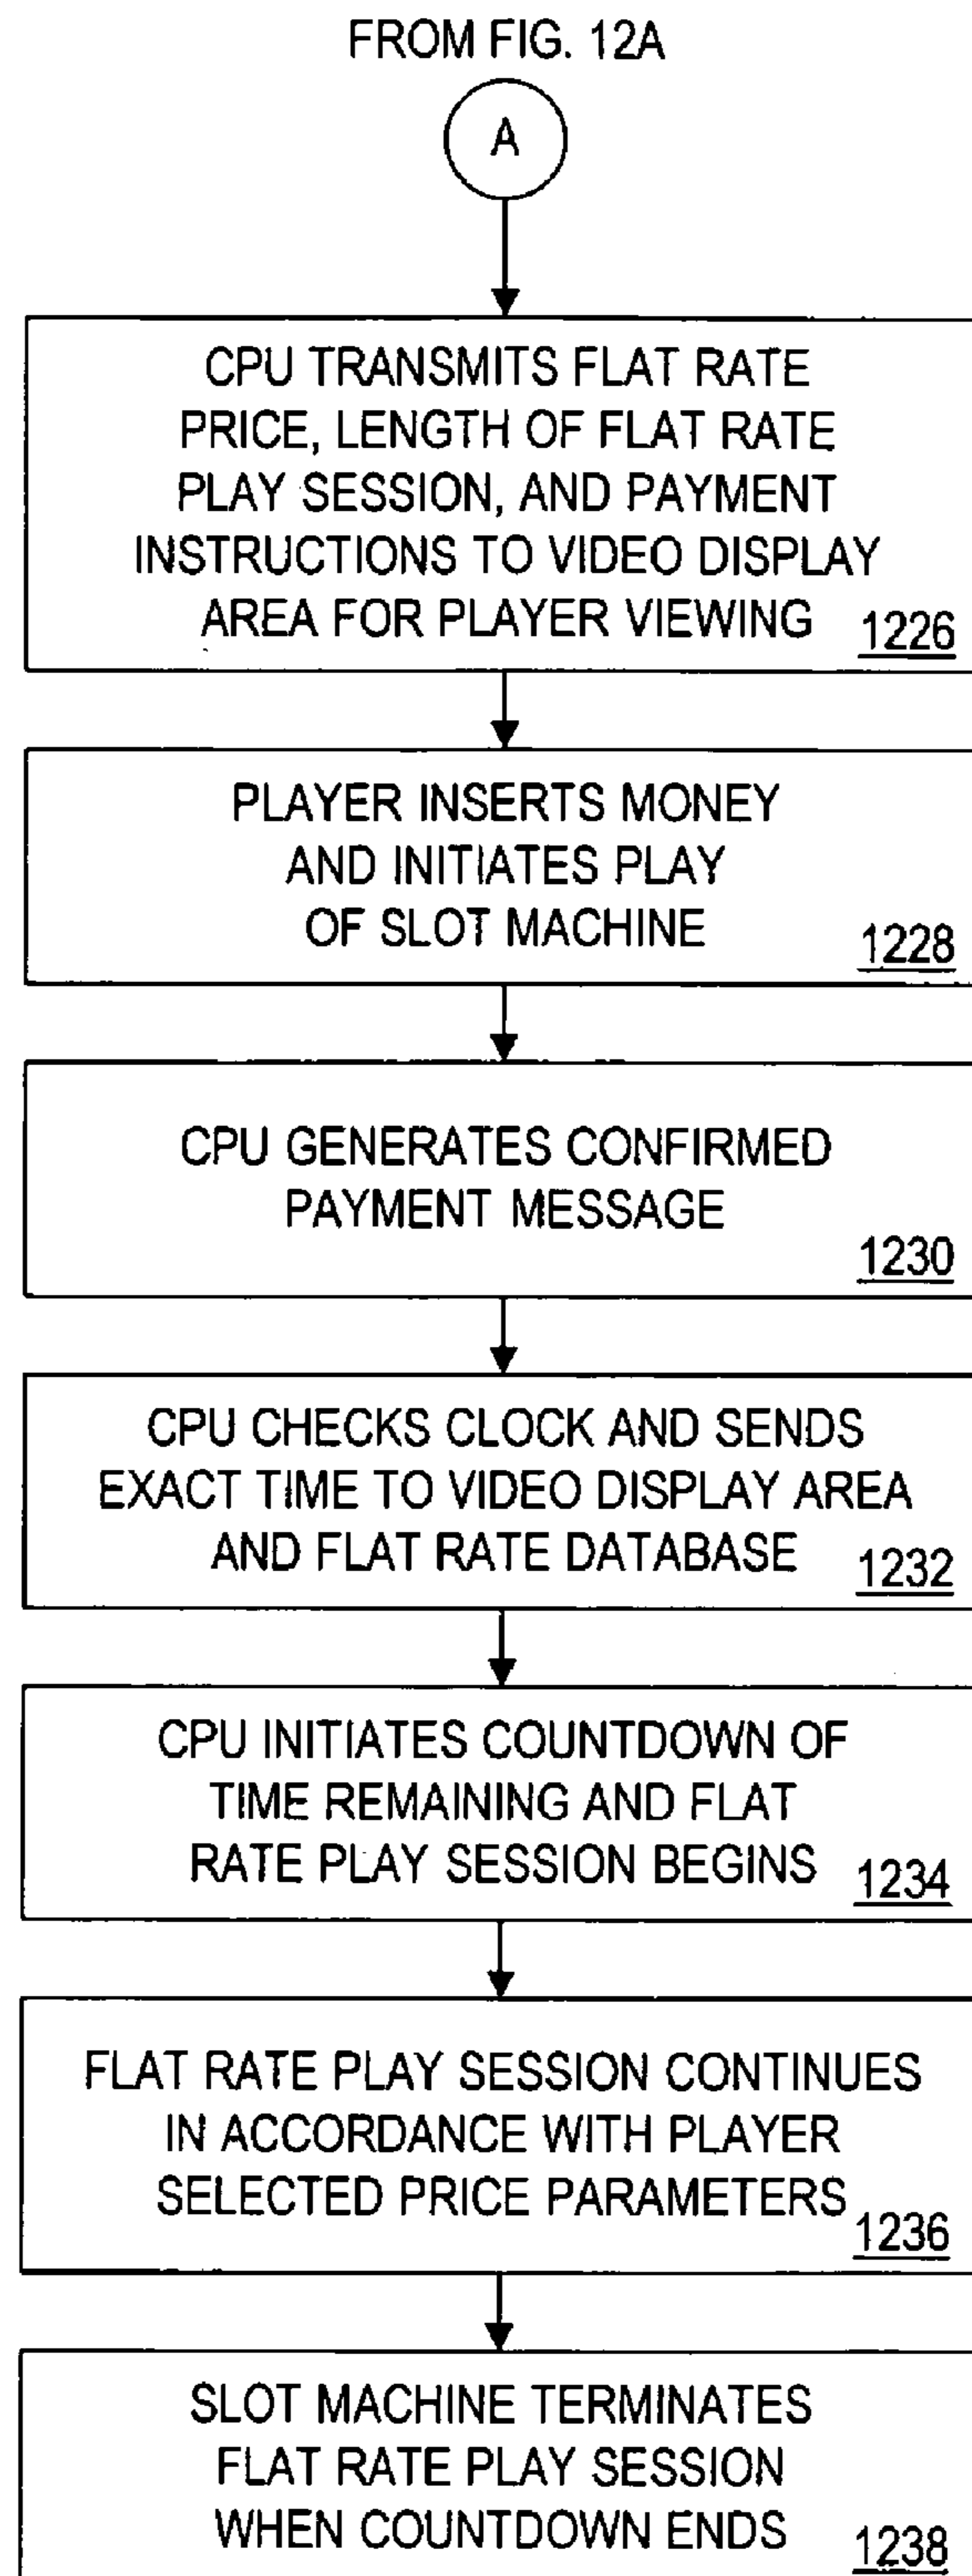 FROM FIG. 12A
A
CPU TRANSMITS FLAT RATE
PRICE, LENGTH OF FLAT RATE
PLAY SESSION, AND PAYMENT
INSTRUCTIONS TO VIDEO DISPLAY
AREA FOR PLAYER VIEWING
1226
PLAYER INSERTS MONEY
AND INITIATES PLAY
OF SLOT MACHINE
1228
CPU GENERATES CONFIRMED
PAYMENT MESSAGE
1230
CPU CHECKS CLOCK AND SENDS
EXACT TIME TO VIDEO DISPLAY AREA
AND FLAT RATE DATABASE
1232
CPU INITIATES COUNTDOWN OF
TIME REMAINING AND FLAT
RATE PLAY SESSION BEGINS
1234
FLAT RATE PLAY SESSION CONTINUES
IN ACCORDANCE WITH PLAYER
SELECTED PRICE PARAMETERS
1236
SLOT MACHINE TERMINATES
FLAT RATE PLAY SESSION
WHEN COUNTDOWN ENDS
1238